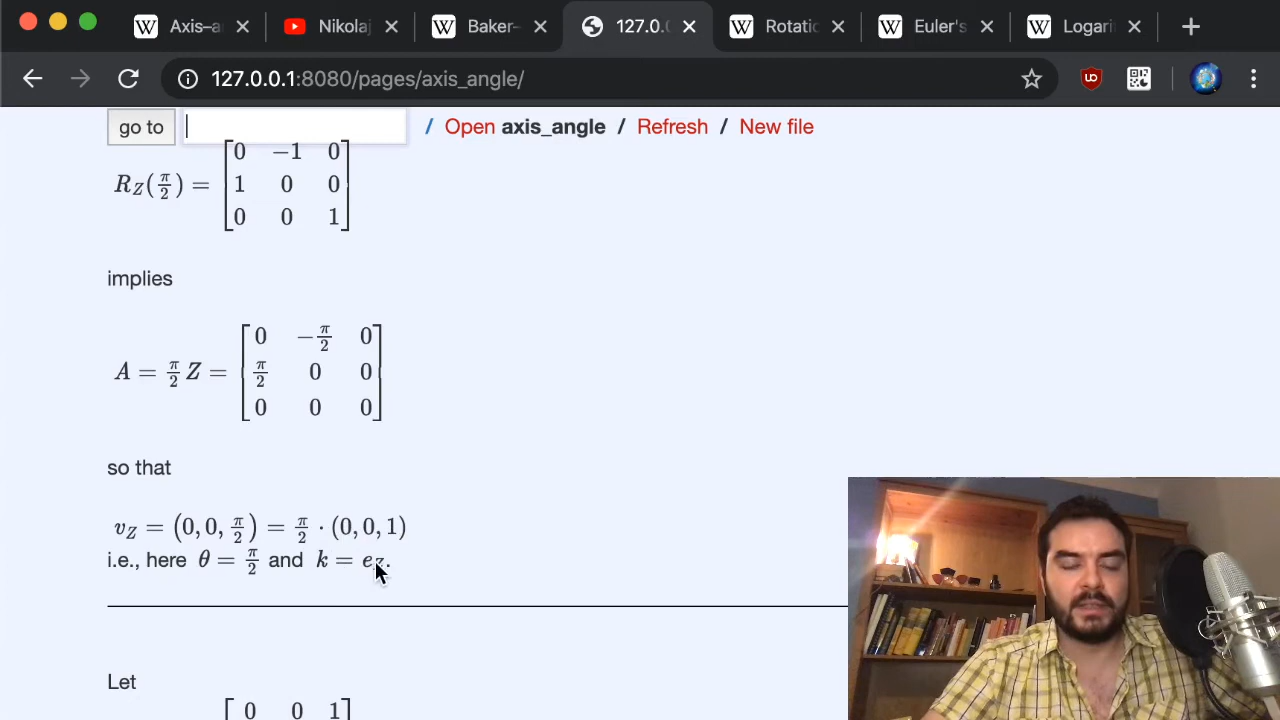 Axis–a
Nikolaj
Baker-
127.0.
Rotatio
Euler's
Logari
127.0.0.1:8080/pages/axis_angle/
go to / Open axis_angle / Refresh / New file
R_Z(π/2) = [0 −1 0
1 0 0
0 0 1]
implies
A = π/2 Z = [0 −π/2 0
π/2 0 0
0 0 0]
so that
v_Z = (0, 0, π/2) = π/2 · (0, 0, 1)
i.e., here θ = π/2 and k = e_Z.
Let
[0 0 1]